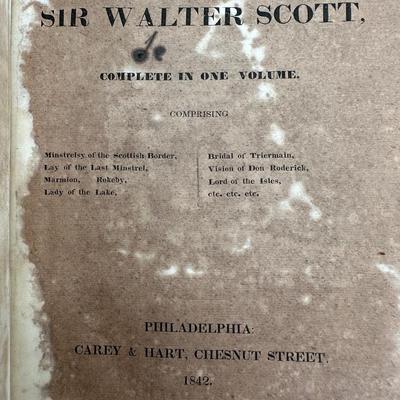 SIR WALTER SCOTT,
COMPLETE IN ONE VOLUME.
COMPRISING
Minstrelsy of the Scottish Border,
Lay of the Last Minstrel,
Marmion, Rokeby,
Lady of the Lake,
Bridal of Triermain,
Vision of Don Roderick,
Lord of the Isles,
etc. etc. etc.
PHILADELPHIA:
CAREY & HART, CHESNUT STREET.
1842.